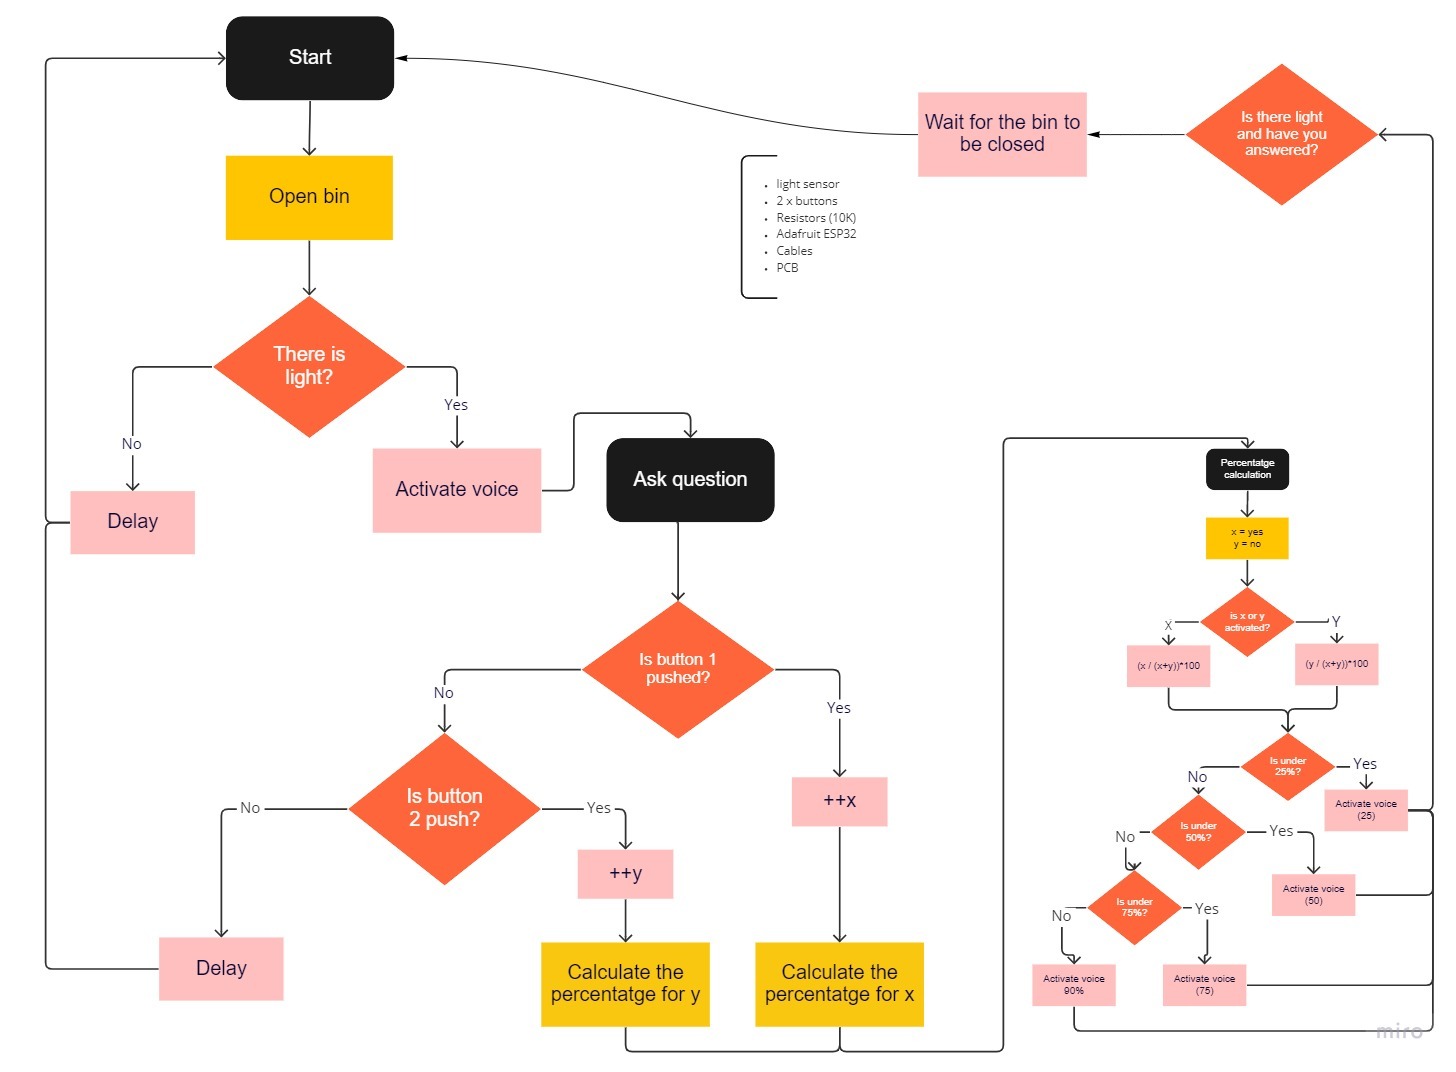 Start
Open bin
There is
light?
No
Yes
Delay
Activate voice
Ask question
Is button 1
pushed?
No
Yes
Is button
2 push?
No
Yes
++y
++x
Delay
Calculate the
percentatge for y
Calculate the
percentatge for x
• light sensor
• 2 x buttons
• Resistors (10K)
• Adafruit ESP32
• Cables
• PCB
Wait for the bin to
be closed
Is there light
and have you
answered?
Percentatge
calculation
x = yes
y = no
is x or y
activated?
X
Y
(x / (x+y))*100
(y / (x+y))*100
Is under
25%?
No
Yes
Activate voice
(25)
Is under
50%?
No
Yes
Activate voice
(50)
Is under
75%?
No
Yes
Activate voice
90%
Activate voice
(75)
miro